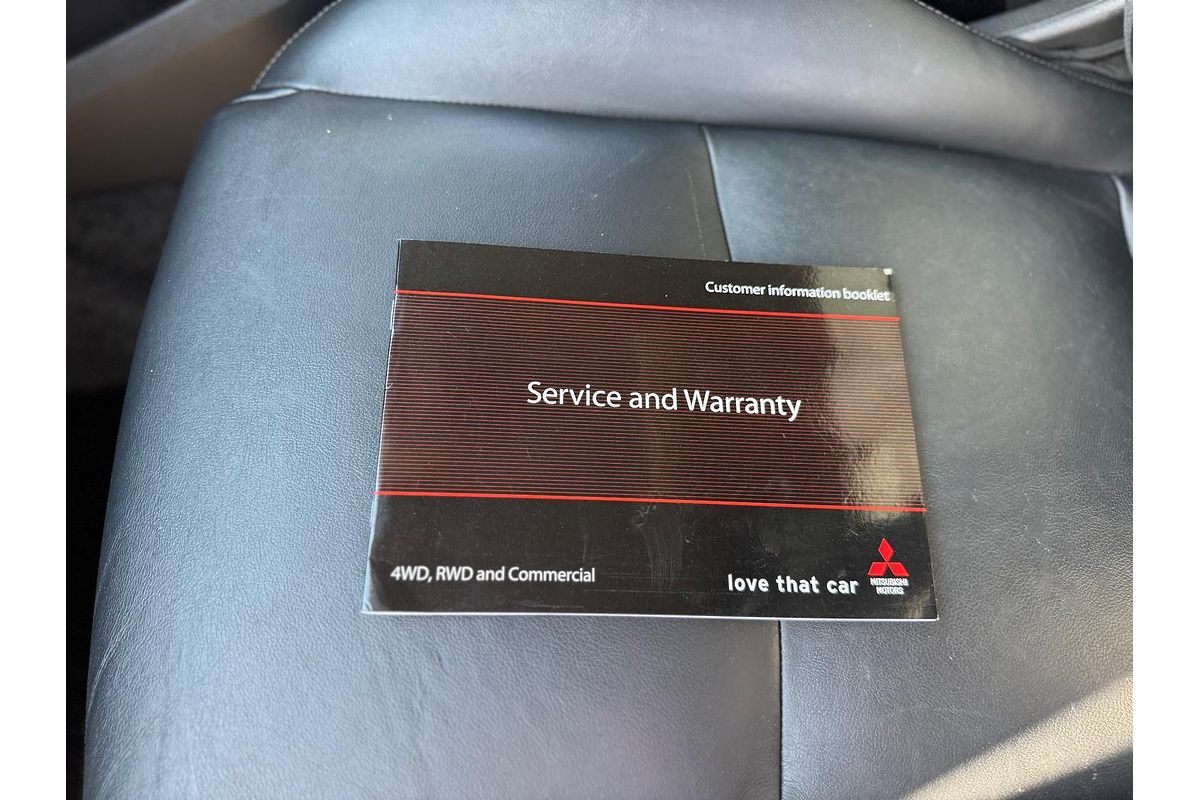 Customer information booklet
Service and Warranty
4WD, RWD and Commercial
love that car
MITSUBISHI
MOTORS